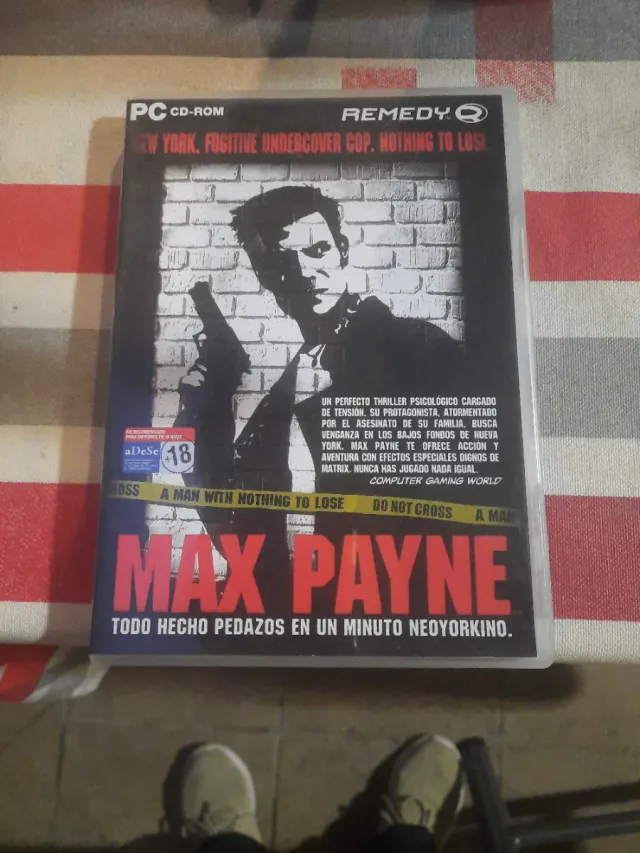 PC CD-ROM
REMEDY
NEW YORK. FUGITIVE UNDERCOVER COP. NOTHING TO LOSE.
UN PERFECTO THRILLER PSICOLÓGICO CARGADO
DE TENSIÓN. SU PROTAGONISTA, ATORMENTADO
POR EL ASESINATO DE SU FAMILIA, BUSCA
VENGANZA EN LOS BAJOS FONDOS DE NUEVA
YORK. MAX PAYNE TE OFRECE ACCIÓN Y
AVENTURA CON EFECTOS ESPECIALES DIGNOS DE
MATRIX. NUNCA HAS JUGADO NADA IGUAL.
COMPUTER GAMING WORLD
aDeSe
+18
CROSS A MAN WITH NOTHING TO LOSE DO NOT CROSS A MAN
MAX PAYNE
TODO HECHO PEDAZOS EN UN MINUTO NEOYORKINO.